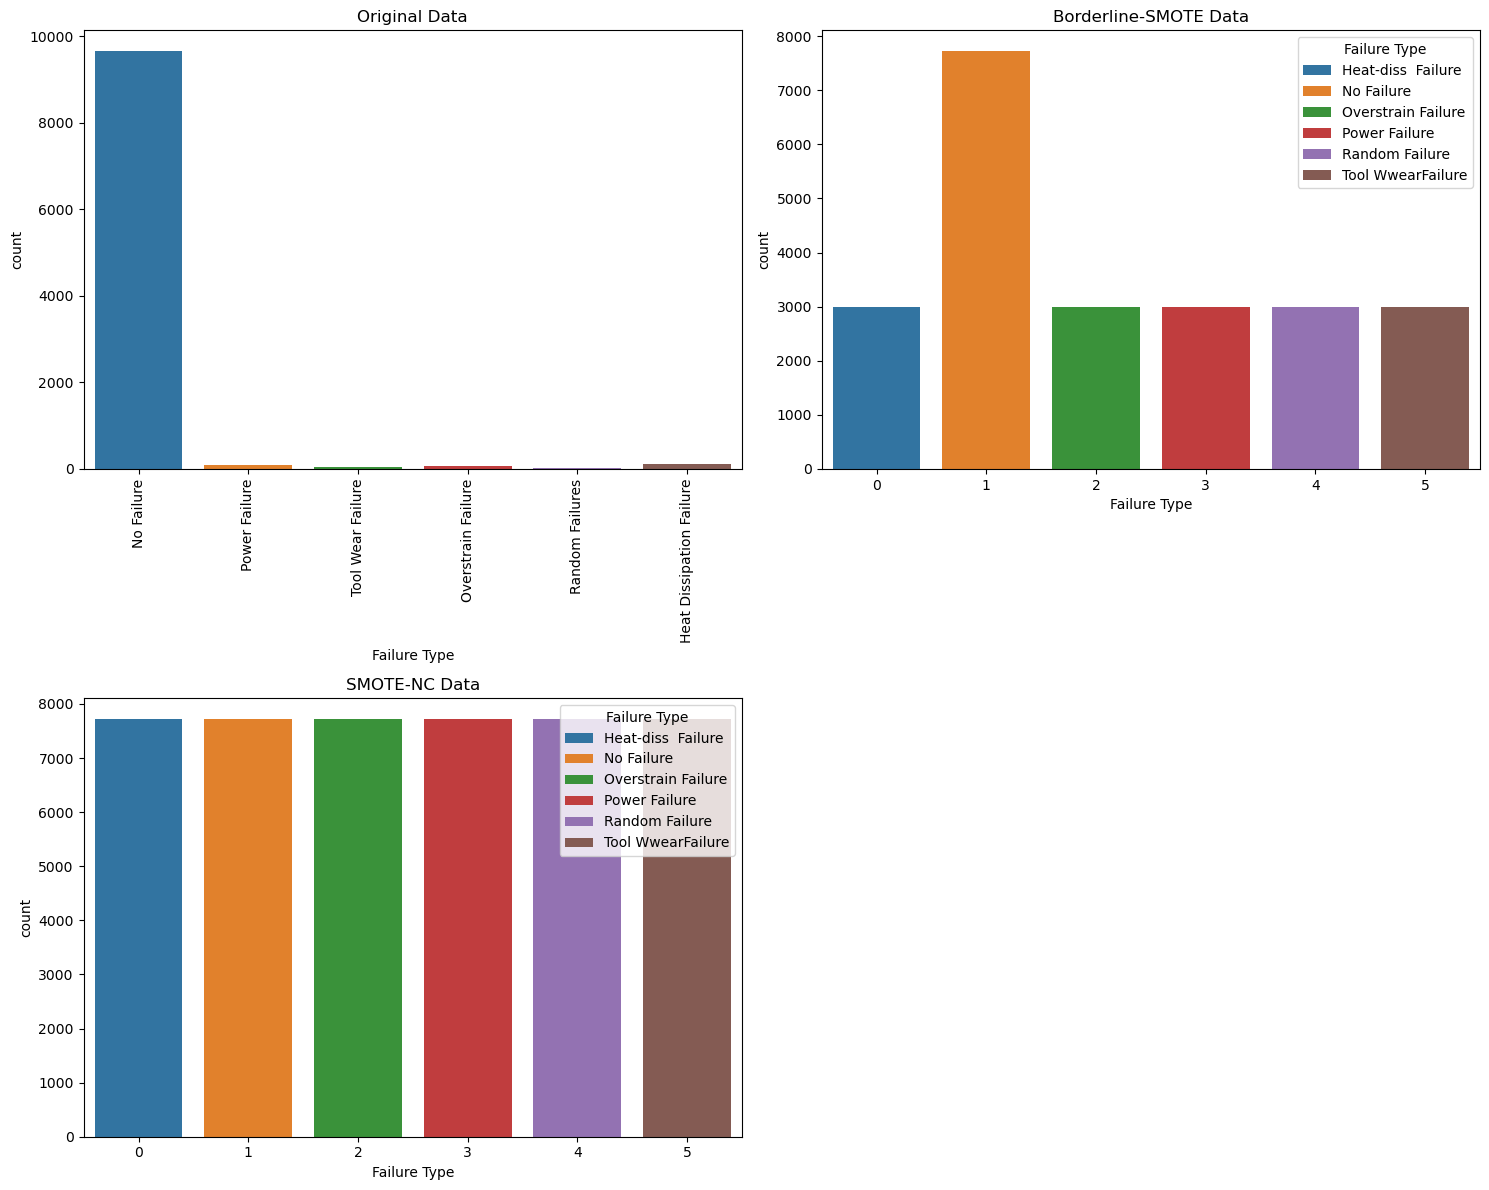 Original Data
10000
8000
6000
4000
2000
0
count
No Failure
Power Failure
Tool Wear Failure
Overstrain Failure
Random Failures
Heat Dissipation Failure
Failure Type
Borderline-SMOTE Data
8000
7000
6000
5000
4000
3000
2000
1000
0
count
Failure Type
Heat-diss  Failure
No Failure
Overstrain Failure
Power Failure
Random Failure
Tool WwearFailure
0 1 2 3 4 5
Failure Type
SMOTE-NC Data
8000
7000
6000
5000
4000
3000
2000
1000
0
count
Failure Type
Heat-diss  Failure
No Failure
Overstrain Failure
Power Failure
Random Failure
Tool WwearFailure
0 1 2 3 4 5
Failure Type